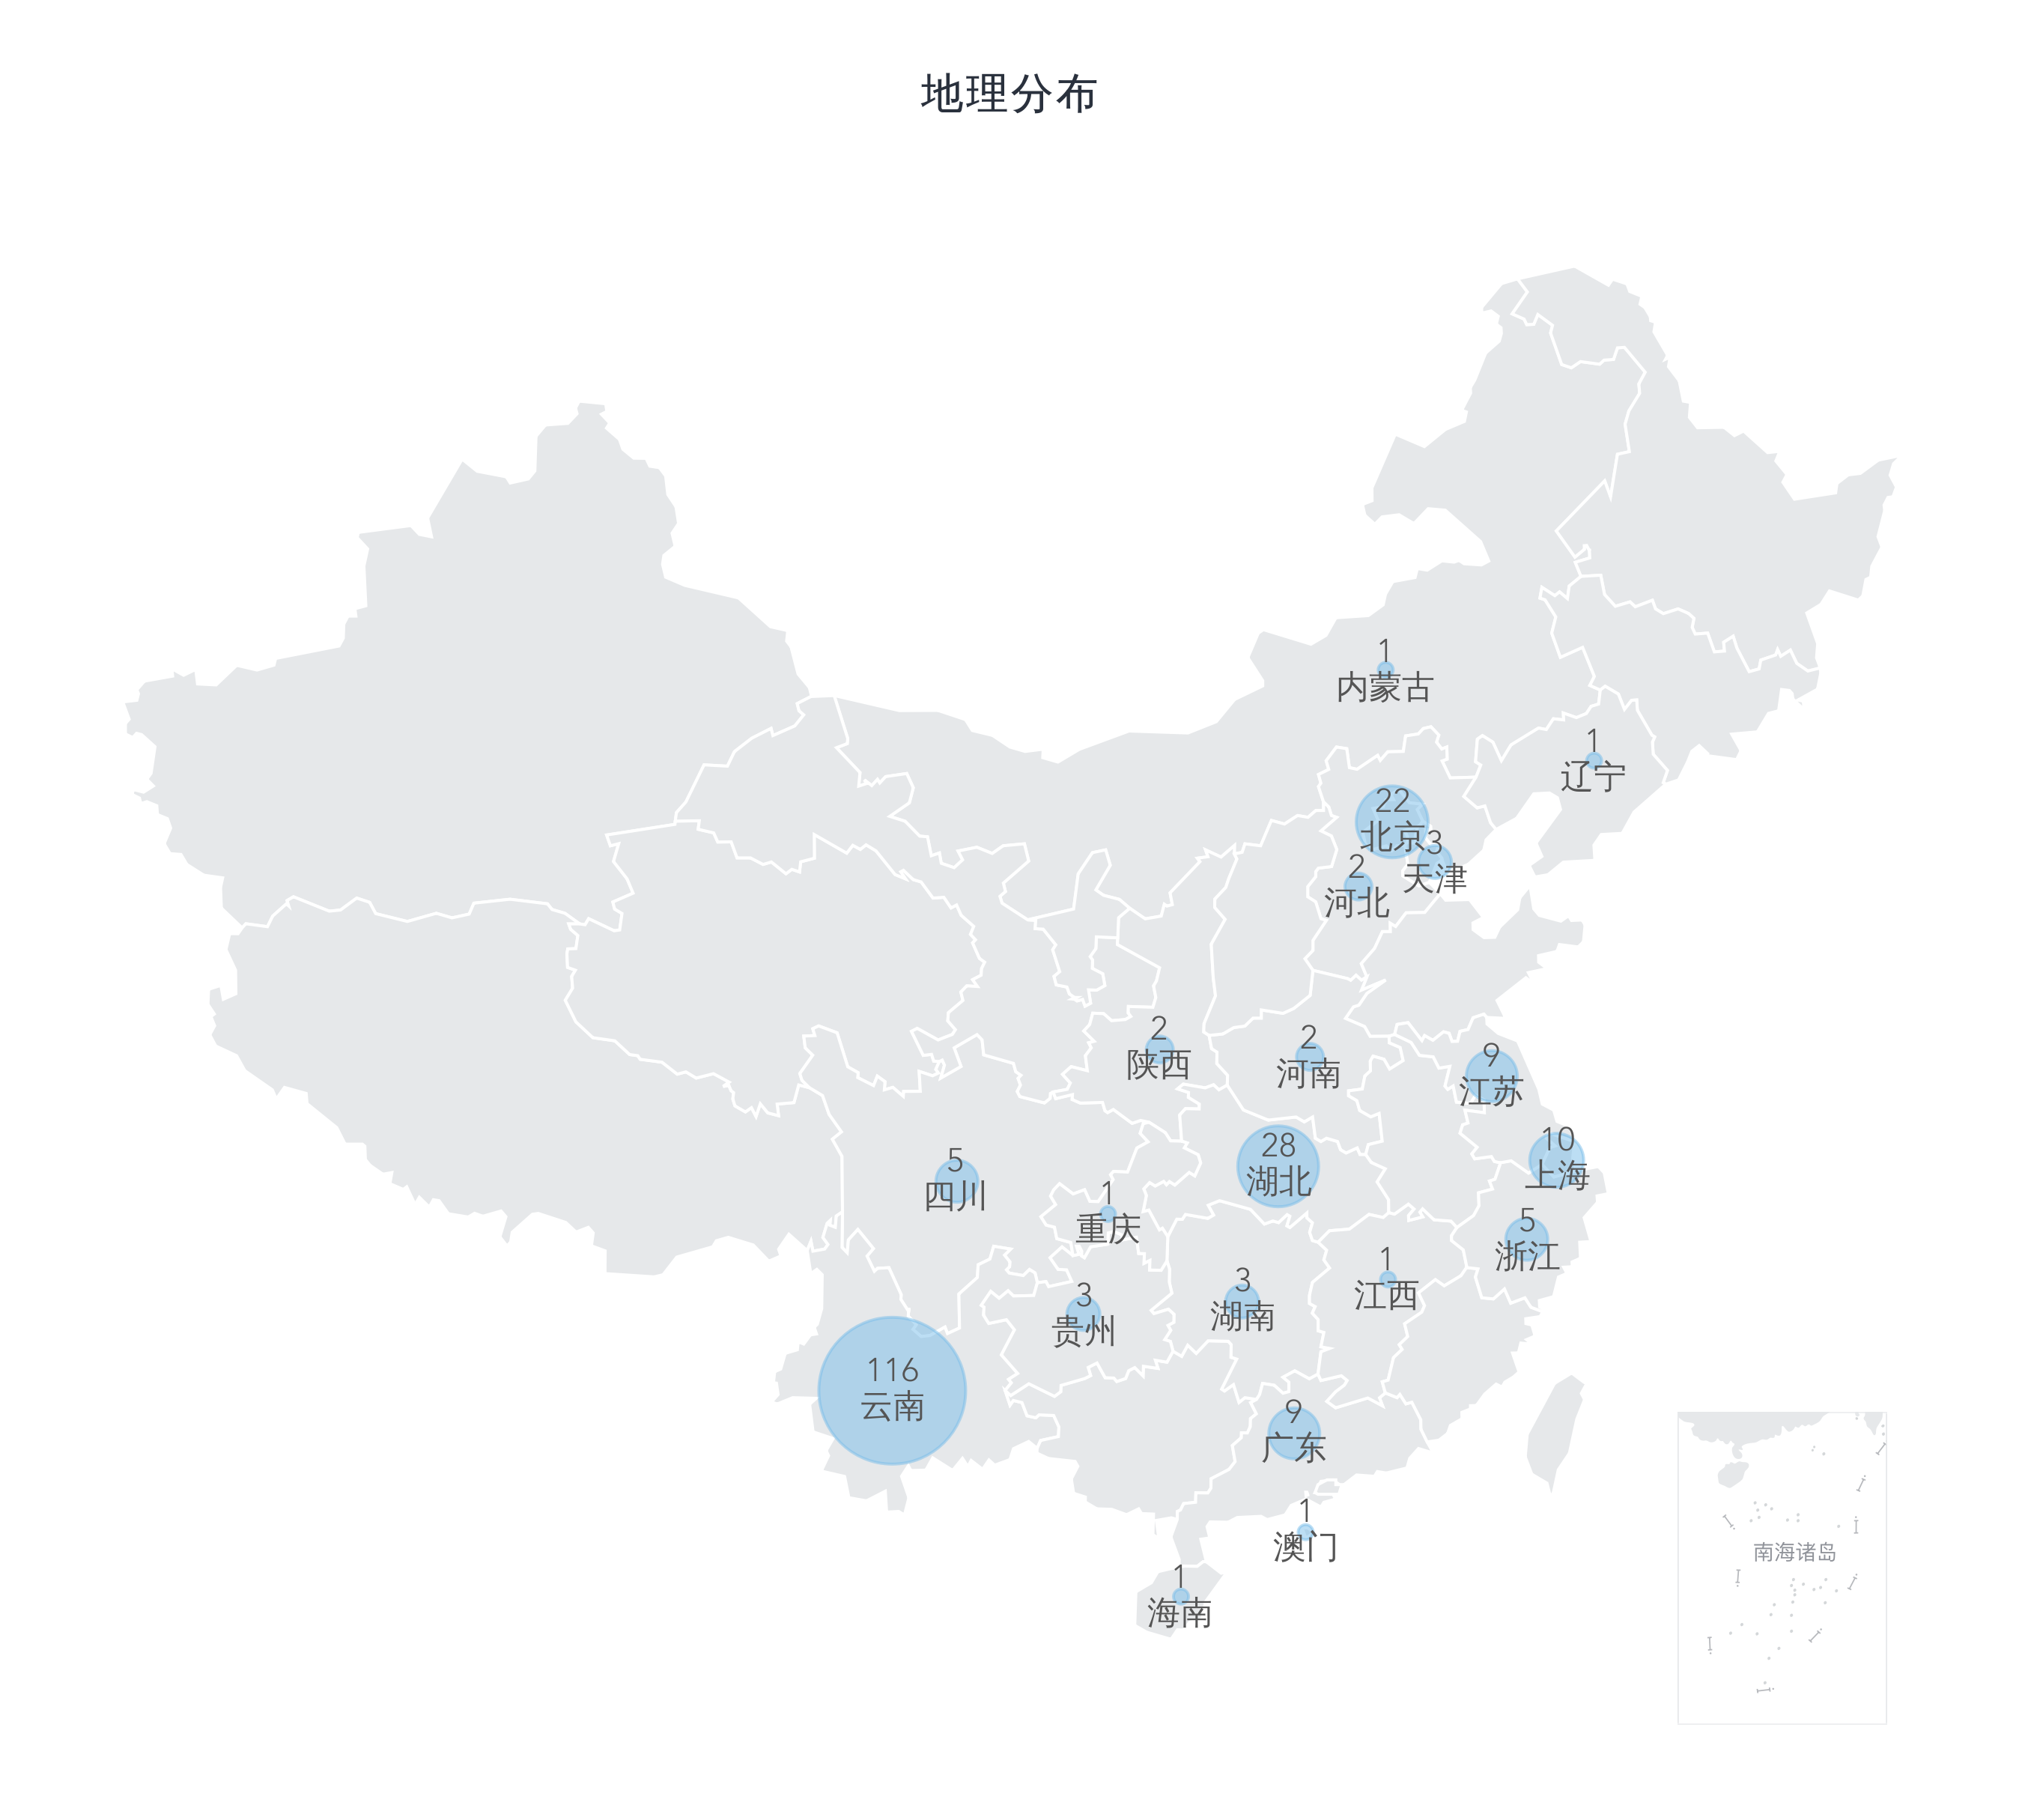 地理分布
1
内蒙古
1
辽宁
22
北京
3
天津
2
河北
2
陕西
2
河南
9
江苏
28
湖北
10
上海
5
四川
1
重庆
5
浙江
3
贵州
3
湖南
1
江西
116
云南
9
广东
1
澳门
1
海南
南海诸岛